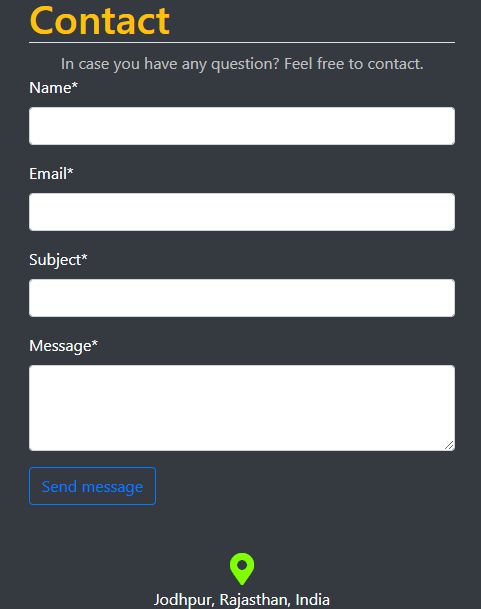 Contact
In case you have any question? Feel free to contact.
Name*
Email*
Subject*
Message*
Send message
Jodhpur, Rajasthan, India